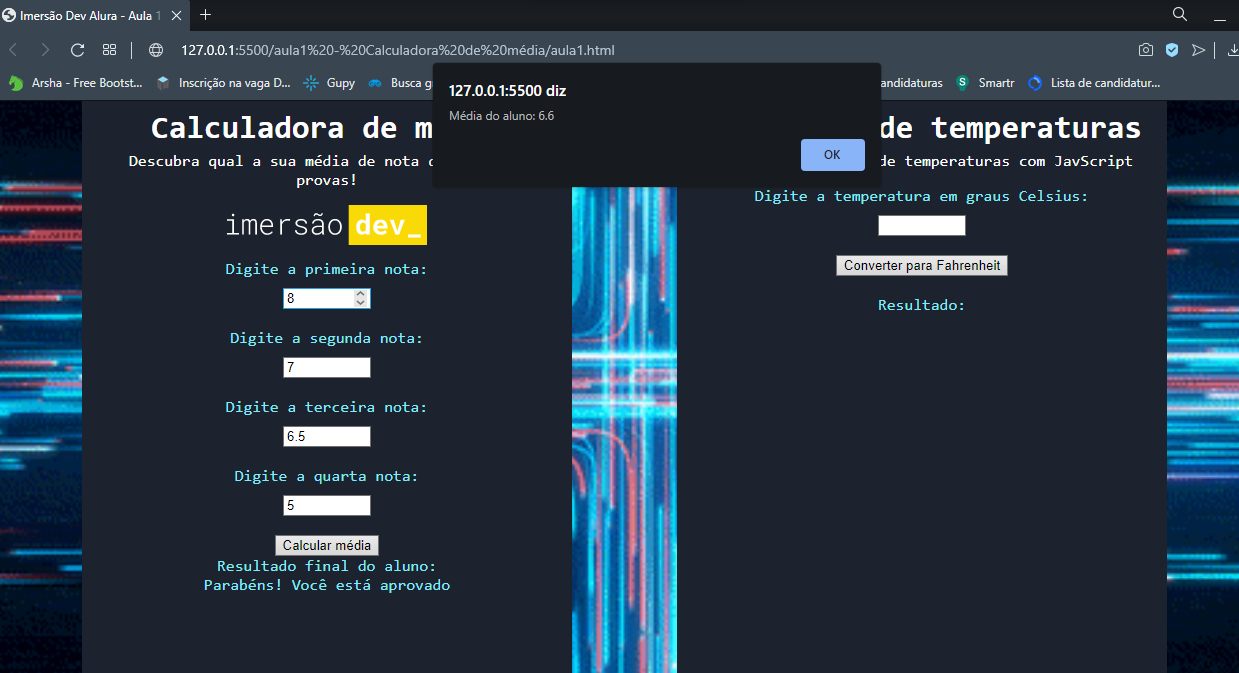 Imersão Dev Alura - Aula 1
127.0.0.1:5500/aula1%20-%20Calculadora%20de%20média/aula1.html
Arsha - Free Bootst... Inscrição na vaga D... Gupy Busca g andidaturas Smartr Lista de candidatur...
127.0.0.1:5500 diz
Média do aluno: 6.6
OK
Calculadora de m
Descubra qual a sua média de nota d
provas!
imersão dev_
Digite a primeira nota:
8
Digite a segunda nota:
7
Digite a terceira nota:
6.5
Digite a quarta nota:
5
Calcular média
Resultado final do aluno:
Parabéns! Você está aprovado
de temperaturas
de temperaturas com JavScript
Digite a temperatura em graus Celsius:
Converter para Fahrenheit
Resultado: